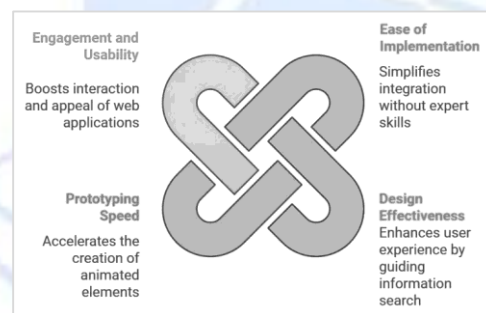 Engagement and
Usability
Boosts interaction
and appeal of web
applications
Ease of
Implementation
Simplifies
integration
without expert
skills
Prototyping
Speed
Accelerates the
creation of
animated
elements
Design
Effectiveness
Enhances user
experience by
guiding
information
search